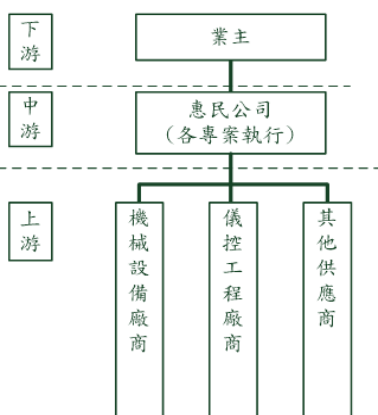 下游
業主
中游
惠民公司
（各專案執行）
上游
機械設備廠商
儀控工程廠商
其他供應商